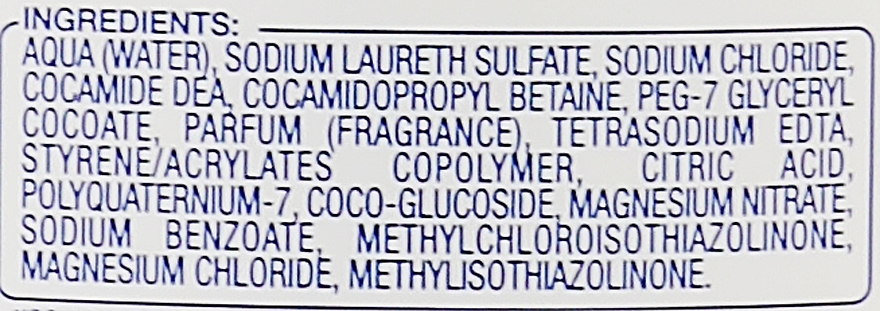 INGREDIENTS:
AQUA (WATER), SODIUM LAURETH SULFATE, SODIUM CHLORIDE,
COCAMIDE DEA, COCAMIDOPROPYL BETAINE, PEG-7 GLYCERYL
COCOATE, PARFUM (FRAGRANCE), TETRASODIUM EDTA,
STYRENE/ACRYLATES COPOLYMER, CITRIC ACID,
POLYQUATERNIUM-7, COCO-GLUCOSIDE, MAGNESIUM NITRATE,
SODIUM BENZOATE, METHYLCHLOROISOTHIAZOLINONE,
MAGNESIUM CHLORIDE, METHYLISOTHIAZOLINONE.